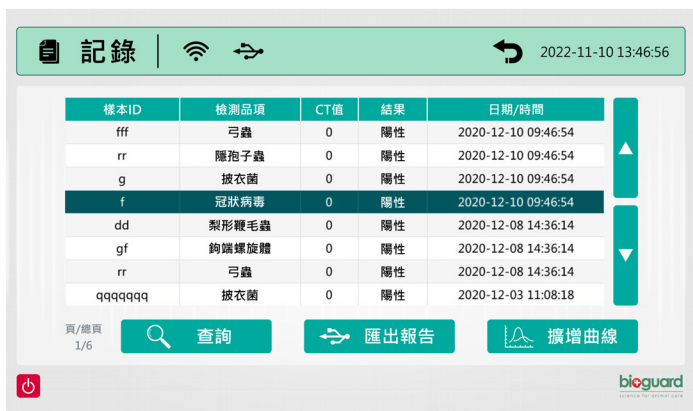 記錄
2022-11-10 13:46:56
樣本ID 檢測品項 CT值 結果 日期/時間
fff 弓蟲 0 陽性 2020-12-10 09:46:54
rr 隱孢子蟲 0 陽性 2020-12-10 09:46:54
g 披衣菌 0 陽性 2020-12-10 09:46:54
f 冠狀病毒 0 陽性 2020-12-10 09:46:54
dd 梨形鞭毛蟲 0 陽性 2020-12-08 14:36:14
gf 鉤端螺旋體 0 陽性 2020-12-08 14:36:14
rr 弓蟲 0 陽性 2020-12-08 14:36:14
qqqqqqq 披衣菌 0 陽性 2020-12-03 11:08:18
頁/總頁
1/6
查詢 匯出報告 擴增曲線
bioguard
science for animal care